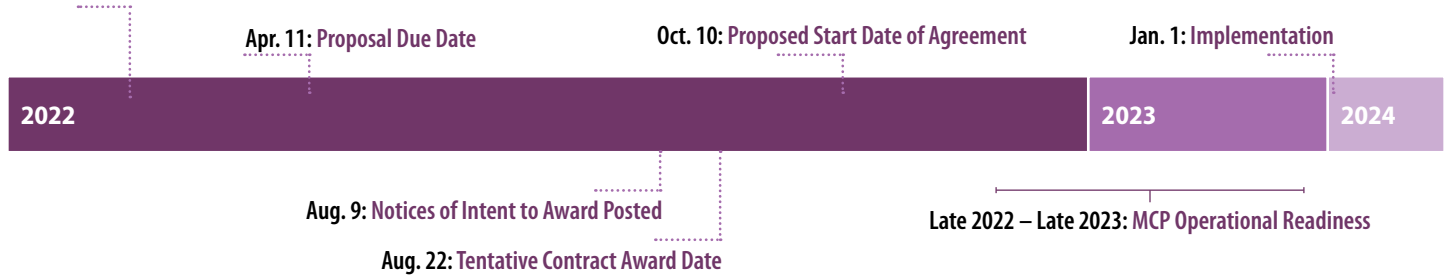 Apr. 11: Proposal Due Date
Oct. 10: Proposed Start Date of Agreement
Jan. 1: Implementation
2022
2023
2024
Aug. 9: Notices of Intent to Award Posted
Late 2022 – Late 2023: MCP Operational Readiness
Aug. 22: Tentative Contract Award Date